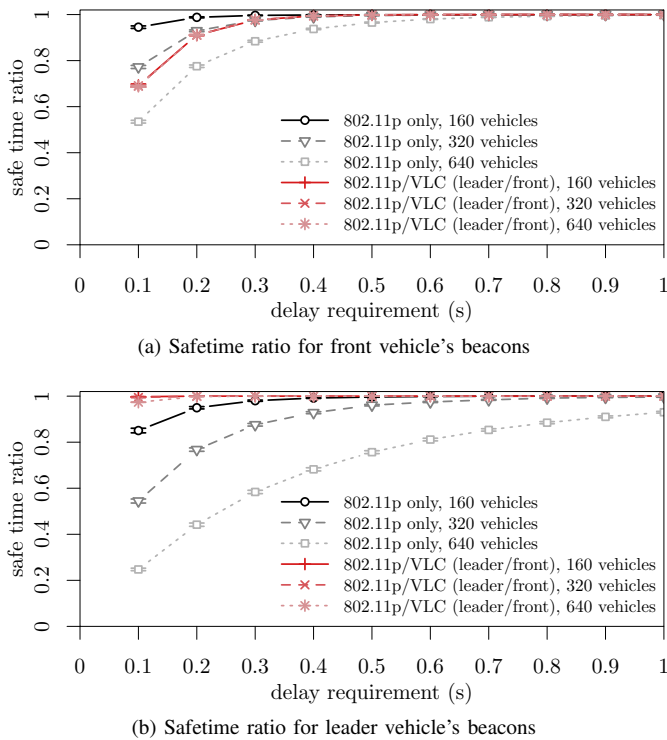 safe time ratio
1
0.8
0.6
0.4
0.2
0
802.11p only, 160 vehicles
802.11p only, 320 vehicles
802.11p only, 640 vehicles
802.11p/VLC (leader/front), 160 vehicles
802.11p/VLC (leader/front), 320 vehicles
802.11p/VLC (leader/front), 640 vehicles
0 0.1 0.2 0.3 0.4 0.5 0.6 0.7 0.8 0.9 1
delay requirement (s)
(a) Safetime ratio for front vehicle's beacons
safe time ratio
1
0.8
0.6
0.4
0.2
0
802.11p only, 160 vehicles
802.11p only, 320 vehicles
802.11p only, 640 vehicles
802.11p/VLC (leader/front), 160 vehicles
802.11p/VLC (leader/front), 320 vehicles
802.11p/VLC (leader/front), 640 vehicles
0 0.1 0.2 0.3 0.4 0.5 0.6 0.7 0.8 0.9 1
delay requirement (s)
(b) Safetime ratio for leader vehicle's beacons